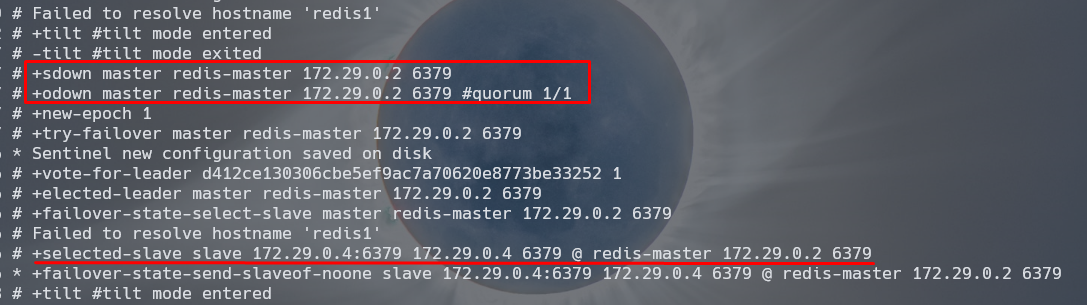 # Failed to resolve hostname 'redis1'
# +tilt #tilt mode entered
# -tilt #tilt mode exited
# +sdown master redis-master 172.29.0.2 6379
# +odown master redis-master 172.29.0.2 6379 #quorum 1/1
# +new-epoch 1
# +try-failover master redis-master 172.29.0.2 6379
* Sentinel new configuration saved on disk
# +vote-for-leader d412ce130306cbe5ef9ac7a70620e8773be33252 1
# +elected-leader master redis-master 172.29.0.2 6379
# +failover-state-select-slave master redis-master 172.29.0.2 6379
# Failed to resolve hostname 'redis1'
# +selected-slave slave 172.29.0.4:6379 172.29.0.4 6379 @ redis-master 172.29.0.2 6379
* +failover-state-send-slaveof-noone slave 172.29.0.4:6379 172.29.0.4 6379 @ redis-master 172.29.0.2 6379
# +tilt #tilt mode entered